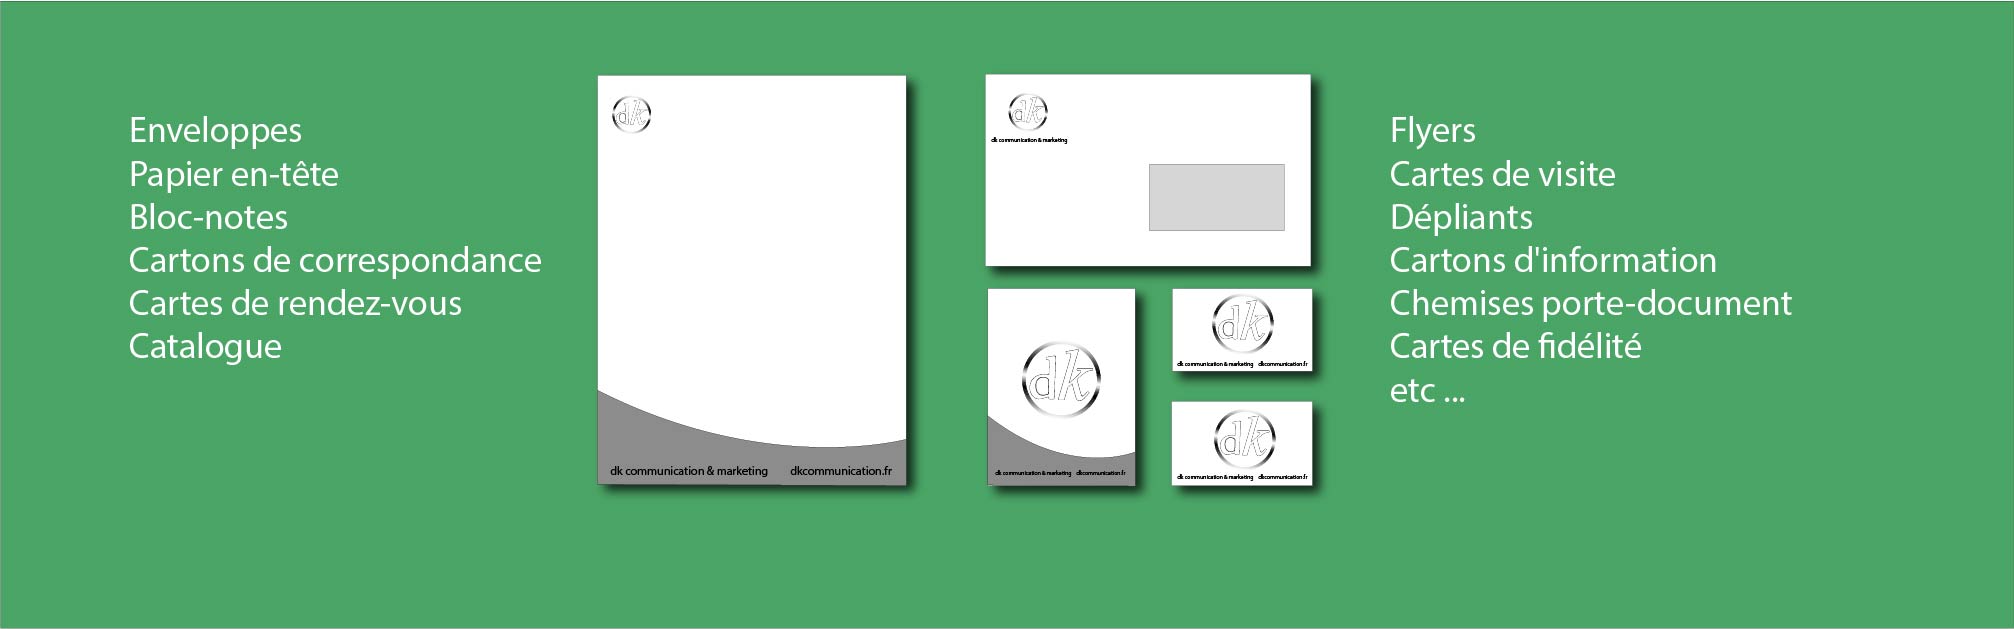 Enveloppes
Papier en-tête
Bloc-notes
Cartons de correspondance
Cartes de rendez-vous
Catalogue
dk
dk communication & marketing dkcommunication.fr
dk
dk communication & marketing
dk
dk communication & marketing dkcommunication.fr
dk
dk communication & marketing dkcommunication.fr
dk
dk communication & marketing dkcommunication.fr
Flyers
Cartes de visite
Dépliants
Cartons d'information
Chemises porte-document
Cartes de fidélité
etc ...